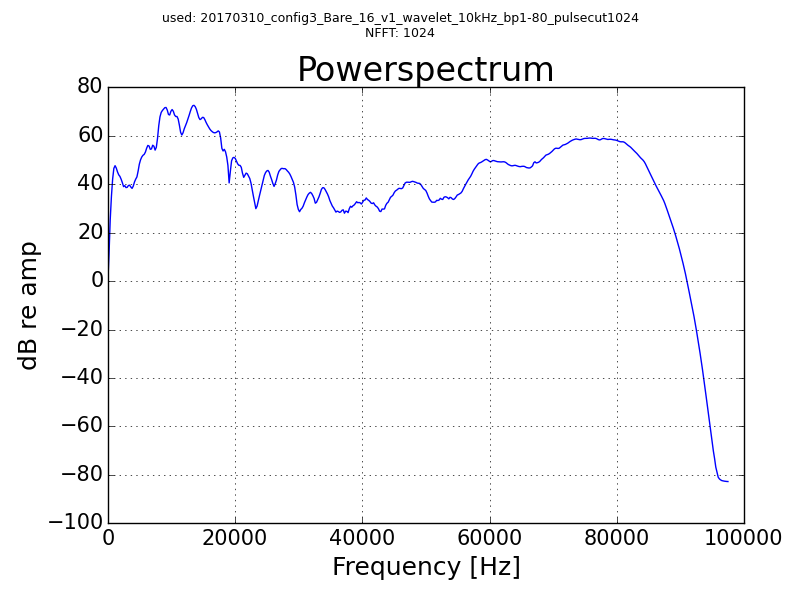 used: 20170310_config3_Bare_16_v1_wavelet_10kHz_bp1-80_pulsecut1024
NFFT: 1024
Powerspectrum
80
60
40
20
0
−20
−40
−60
−80
−100
dB re amp
0 20000 40000 60000 80000 100000
Frequency [Hz]